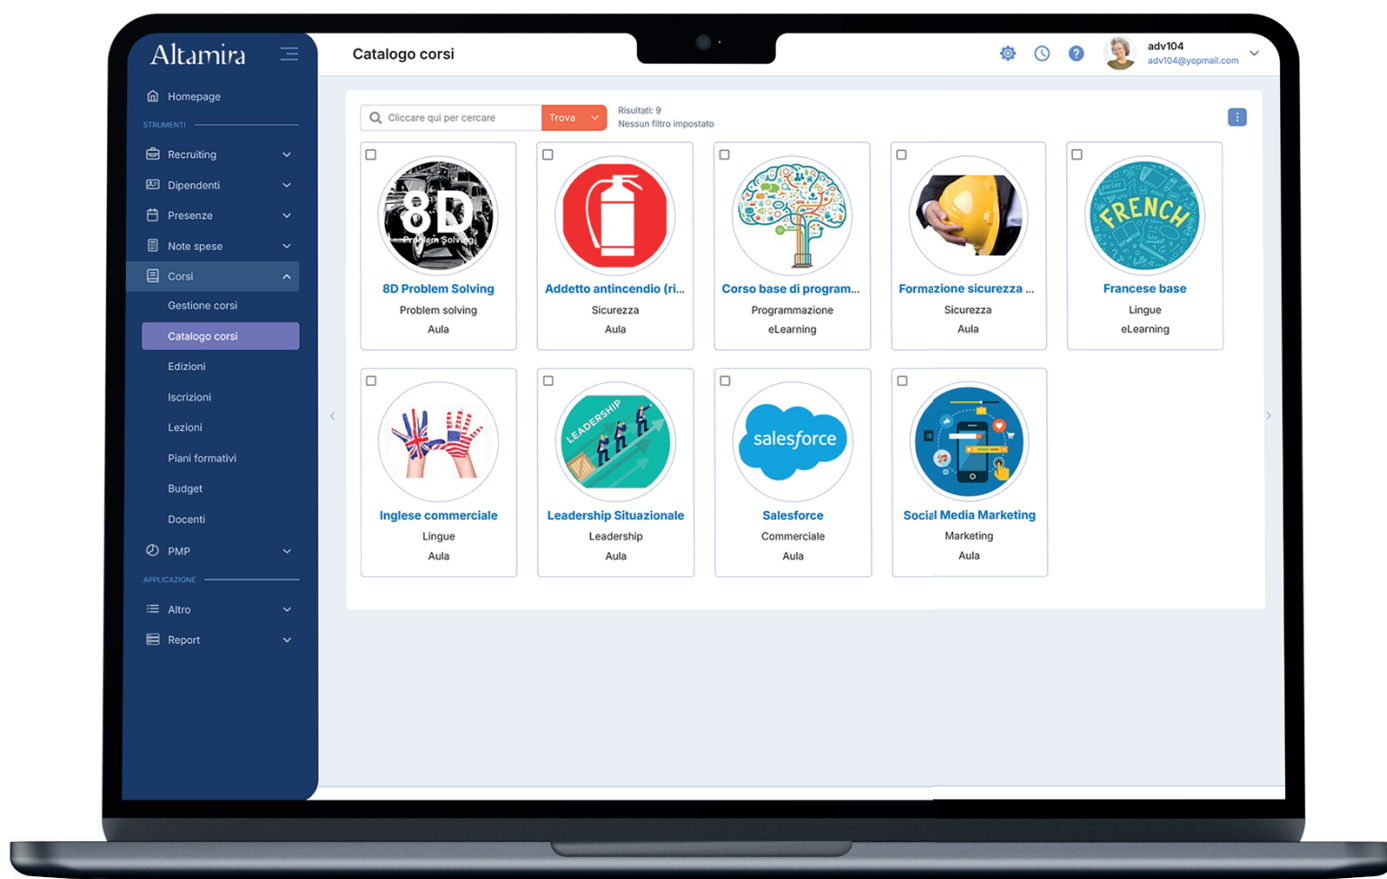 Altamira
Catalogo corsi
adv104
adv104@yopmail.com
Homepage
STRUMENTI
Recruiting
Dipendenti
Presenze
Note spese
Corsi
Gestione corsi
Catalogo corsi
Edizioni
Iscrizioni
Lezioni
Piani formativi
Budget
Docenti
PMP
APPLICAZIONE
Altro
Report
Cliccare qui per cercare
Trova
Risultati: 9
Nessun filtro impostato
8D
Problem Solving
8D Problem Solving
Problem solving
Aula
Addetto antincendio (ri...
Sicurezza
Aula
Corso base di program...
Programmazione
eLearning
Formazione sicurezza ...
Sicurezza
Aula
FRENCH
Francese base
Lingue
eLearning
Inglese commerciale
Lingue
Aula
LEADERSHIP
Leadership Situazionale
Leadership
Aula
salesforce
Salesforce
Commerciale
Aula
Social Media Marketing
Marketing
Aula